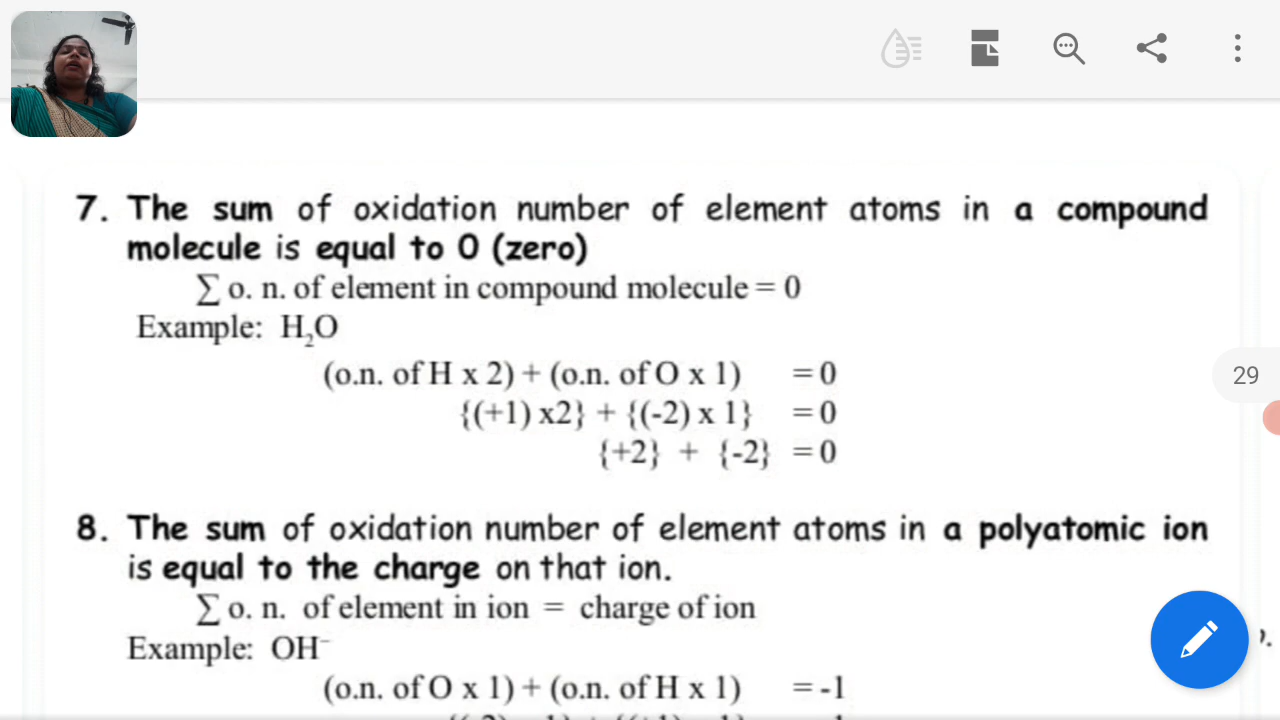 7. The sum of oxidation number of element atoms in a compound
molecule is equal to 0 (zero)
∑ o. n. of element in compound molecule = 0
Example: H₂O
(o.n. of H x 2) + (o.n. of O x 1) = 0
{(+1) x2} + {(-2) x 1} = 0
{+2} + {-2} = 0
29
8. The sum of oxidation number of element atoms in a polyatomic ion
is equal to the charge on that ion.
∑ o. n. of element in ion = charge of ion
Example: OH⁻
(o.n. of O x 1) + (o.n. of H x 1) = -1